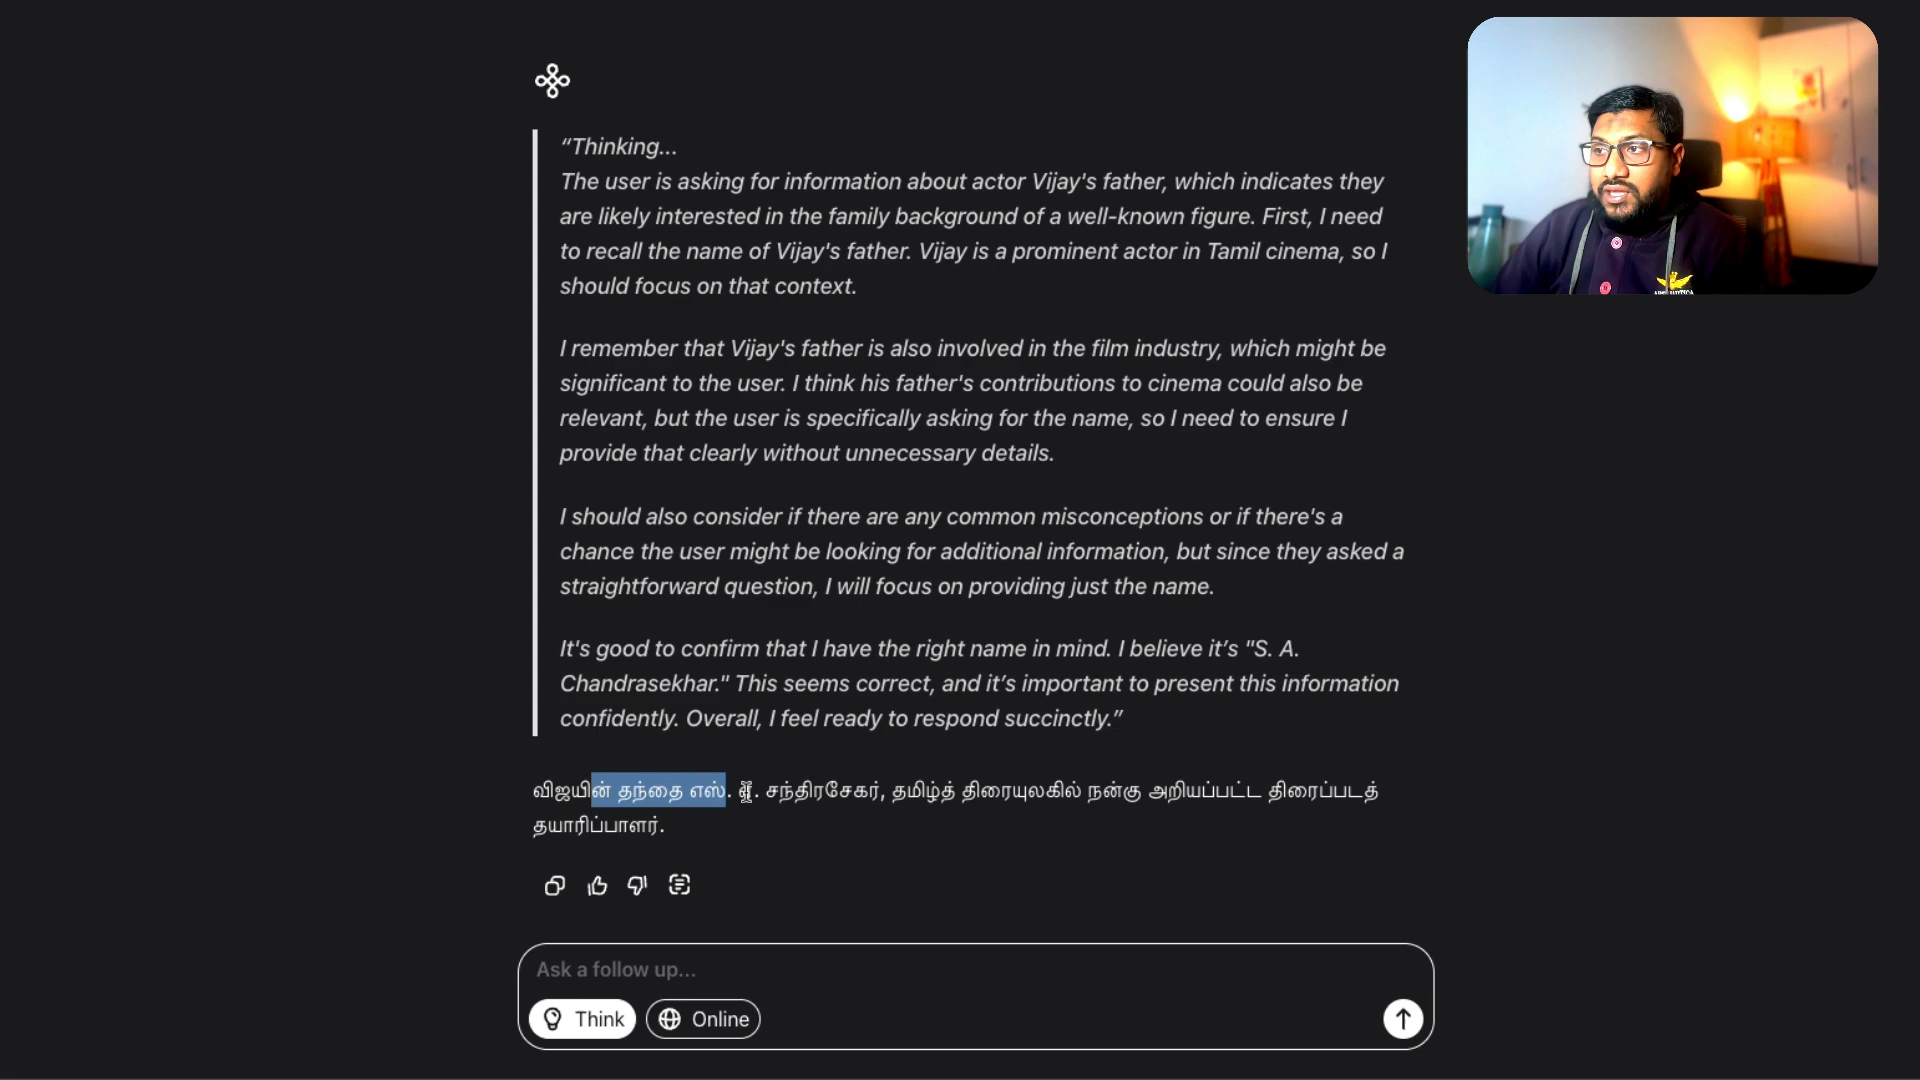 “Thinking...
The user is asking for information about actor Vijay's father, which indicates they
are likely interested in the family background of a well-known figure. First, I need
to recall the name of Vijay's father. Vijay is a prominent actor in Tamil cinema, so I
should focus on that context.
I remember that Vijay's father is also involved in the film industry, which might be
significant to the user. I think his father's contributions to cinema could also be
relevant, but the user is specifically asking for the name, so I need to ensure I
provide that clearly without unnecessary details.
I should also consider if there are any common misconceptions or if there's a
chance the user might be looking for additional information, but since they asked a
straightforward question, I will focus on providing just the name.
It's good to confirm that I have the right name in mind. I believe it’s "S. A.
Chandrasekhar." This seems correct, and it’s important to present this information
confidently. Overall, I feel ready to respond succinctly.”
விஜயின் தந்தை எஸ். சந்திரசேகர், தமிழ்த் திரையுலகில் நன்கு அறியப்பட்ட திரைப்படத்
தயாரிப்பாளர்.
Ask a follow up...
Think
Online